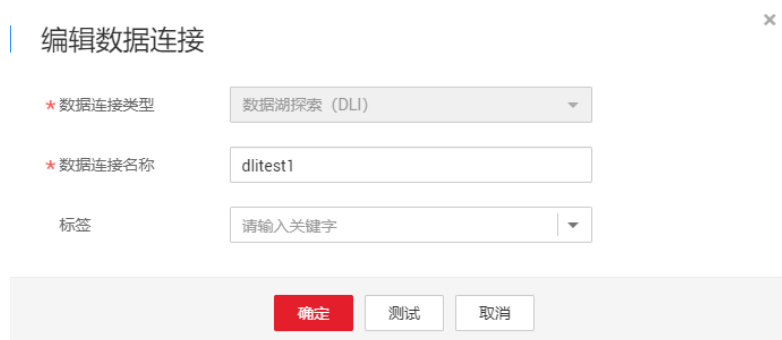 编辑数据连接
* 数据连接类型 数据湖探索（DLI）
* 数据连接名称 dlitest1
标签 请输入关键字
确定 测试 取消